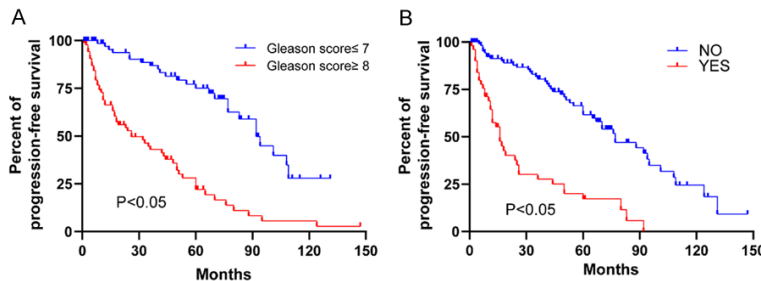 A
Percent of
progression-free survival
100
75
50
25
0
Gleason score≤ 7
Gleason score≥ 8
P<0.05
0 30 60 90 120 150
Months
B
Percent of
progression-free survival
100
75
50
25
0
NO
YES
P<0.05
0 30 60 90 120 150
Months